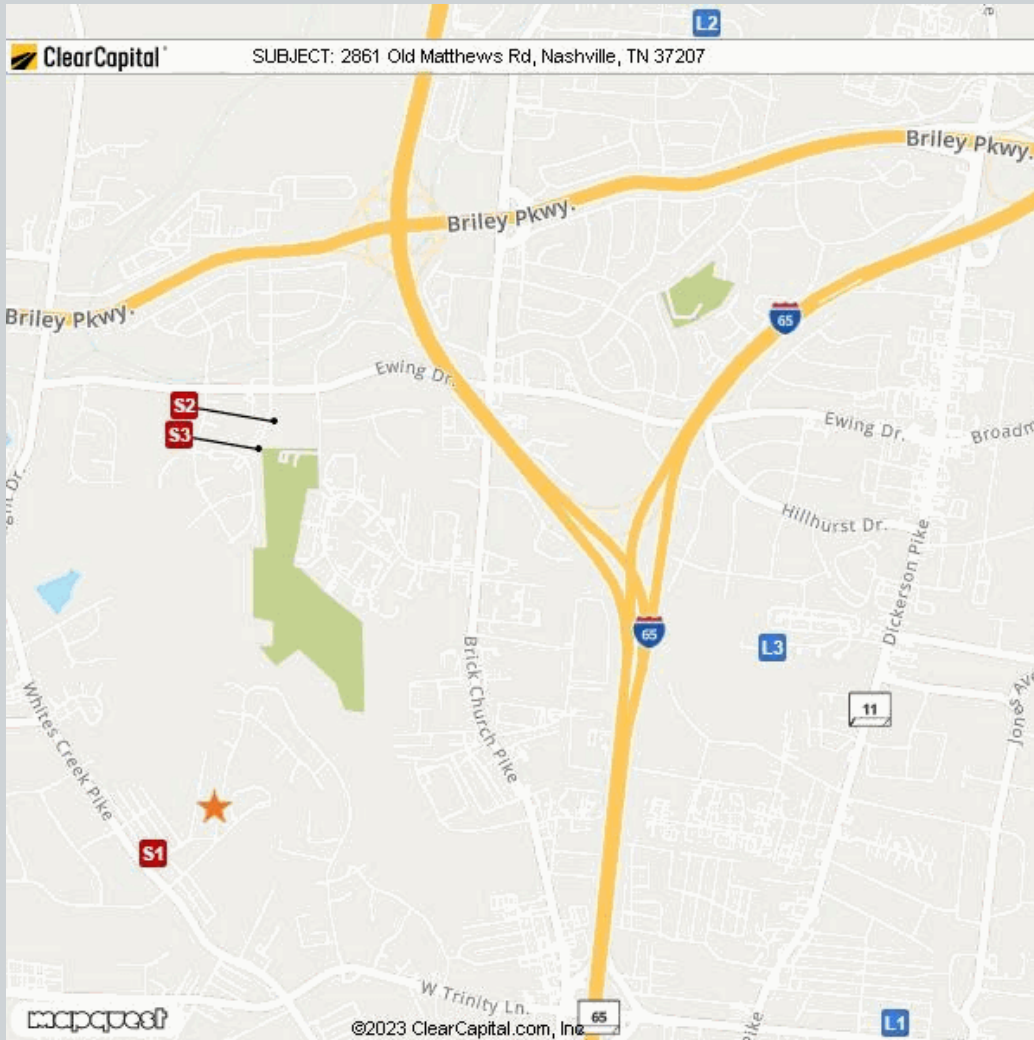 L2
ClearCapital
SUBJECT: 2861 Old Matthews Rd, Nashville, TN 37207
Briley Pkwy.
Briley Pkwy.
Briley Pkwy.
65
Ewing Dr.
S2
S3
Ewing Dr.
Hillhurst Dr.
Dickerson Pike
65
L3
Brick Church Pike
11
Whites Creek Pike
S1
W Trinity Ln.
mapquest
©2023 ClearCapital.com, Inc
65
Pike
L1